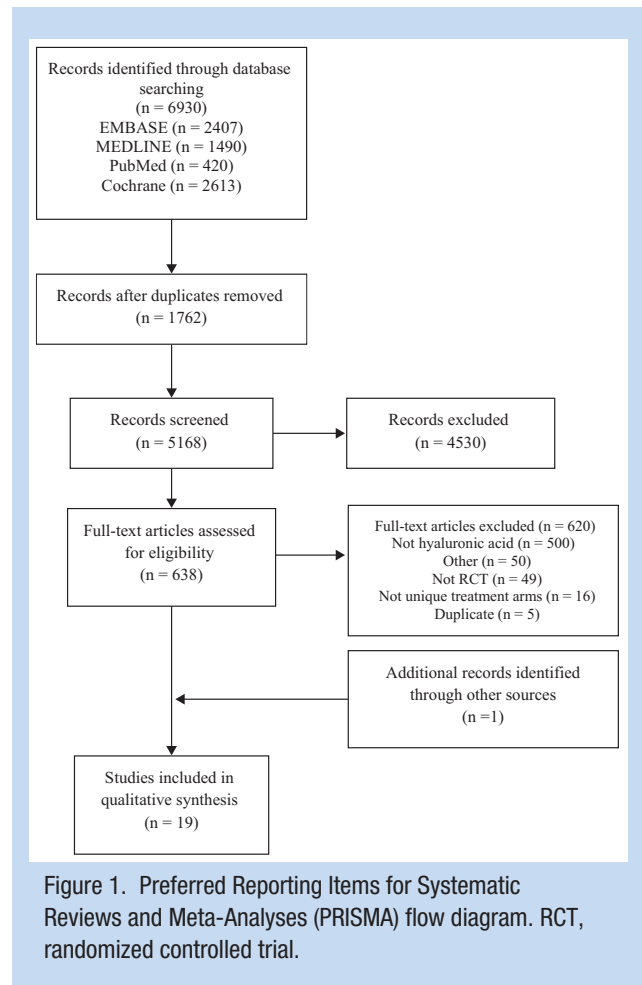 Records identified through database
searching
(n = 6930)
EMBASE (n = 2407)
MEDLINE (n = 1490)
PubMed (n = 420)
Cochrane (n = 2613)
Records after duplicates removed
(n = 1762)
Records screened
(n = 5168)
Records excluded
(n = 4530)
Full-text articles assessed
for eligibility
(n = 638)
Full-text articles excluded (n = 620)
Not hyaluronic acid (n = 500)
Other (n = 50)
Not RCT (n = 49)
Not unique treatment arms (n = 16)
Duplicate (n = 5)
Additional records identified
through other sources
(n =1)
Studies included in
qualitative synthesis
(n = 19)
Figure 1. Preferred Reporting Items for Systematic
Reviews and Meta-Analyses (PRISMA) flow diagram. RCT,
randomized controlled trial.